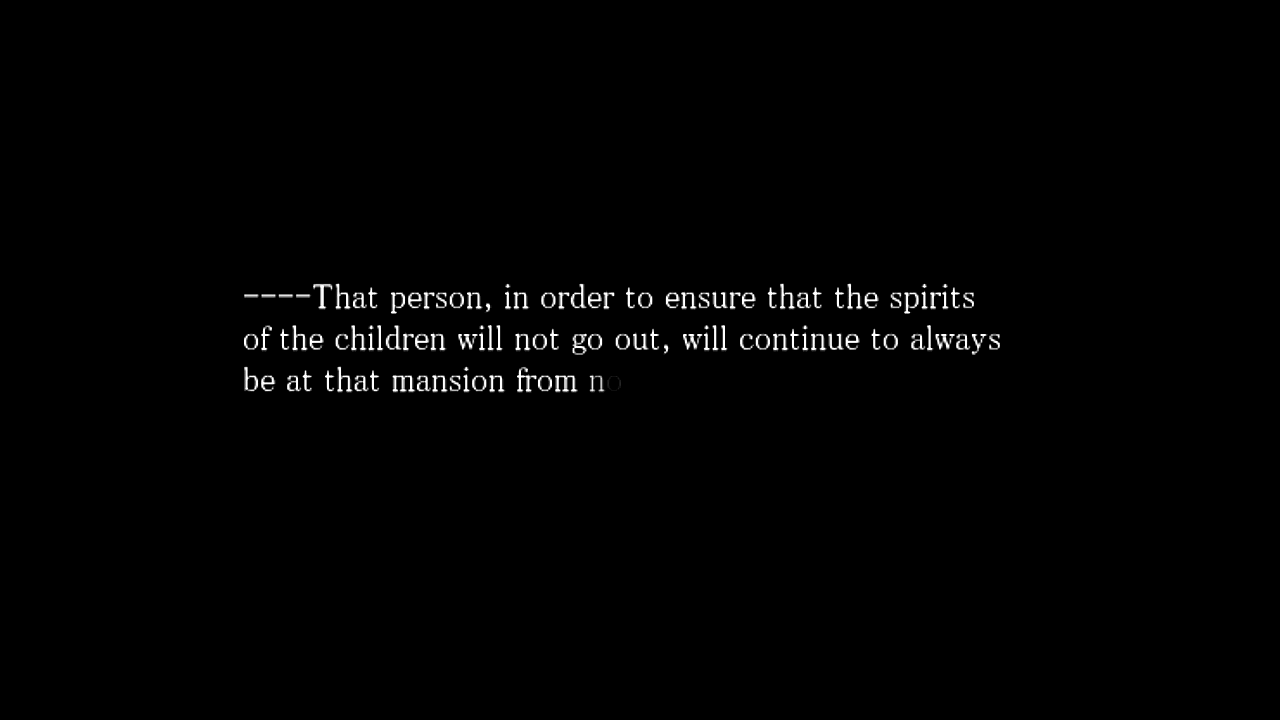 ----That person, in order to ensure that the spirits
of the children will not go out, will continue to always
be at that mansion from no